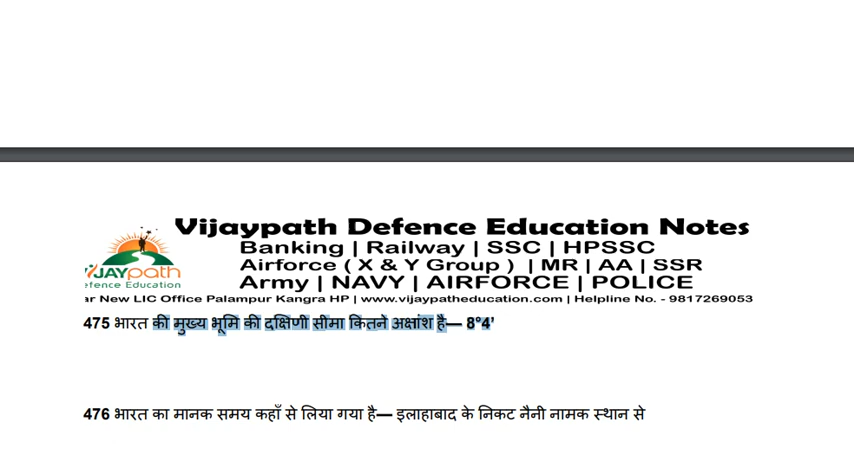 Vijaypath Defence Education Notes
Banking | Railway | SSC | HPSSC
Airforce ( X & Y Group ) | MR | AA | SSR
Army | NAVY | AIRFORCE | POLICE
VIJAYpath
efence Education
ar New LIC Office Palampur Kangra HP | www.vijaypatheducation.com | Helpline No. - 9817269053
475 भारत की मुख्य भूमि की दक्षिणी सीमा कितने अक्षांश है— 8°4'
476 भारत का मानक समय कहाँ से लिया गया है— इलाहाबाद के निकट नैनी नामक स्थान से